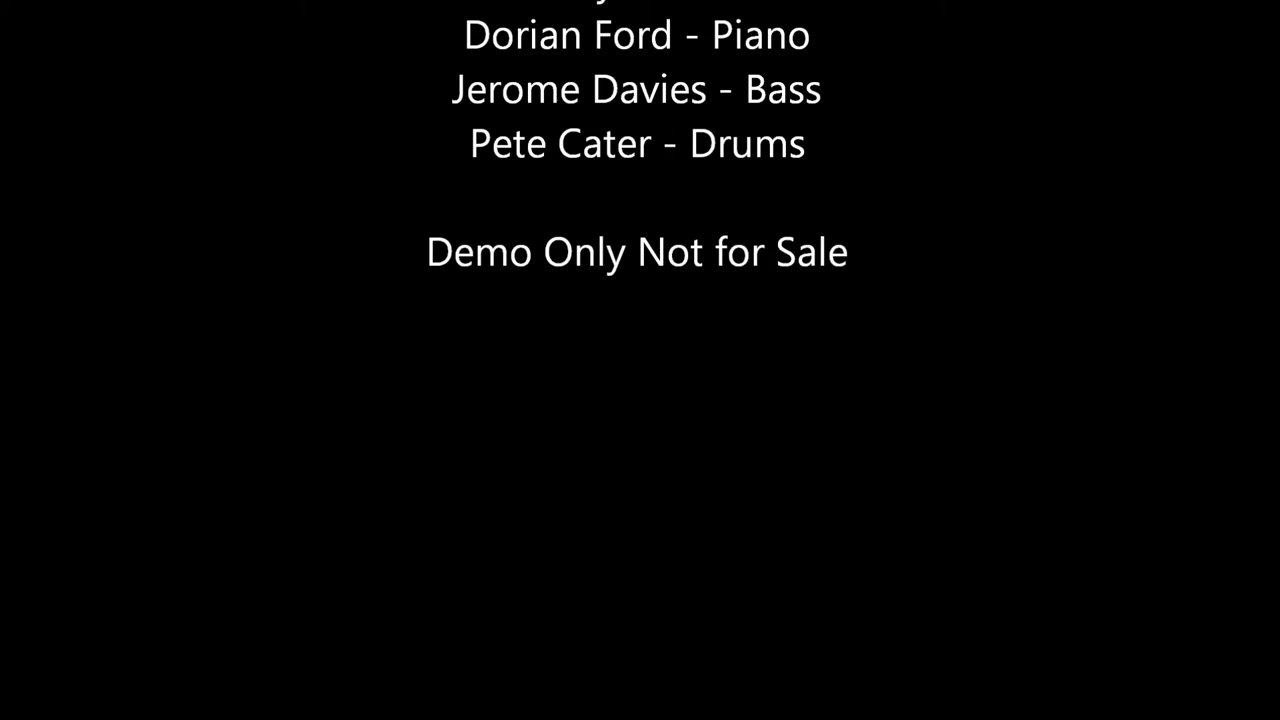 Dorian Ford - Piano
Jerome Davies - Bass
Pete Cater - Drums
Demo Only Not for Sale